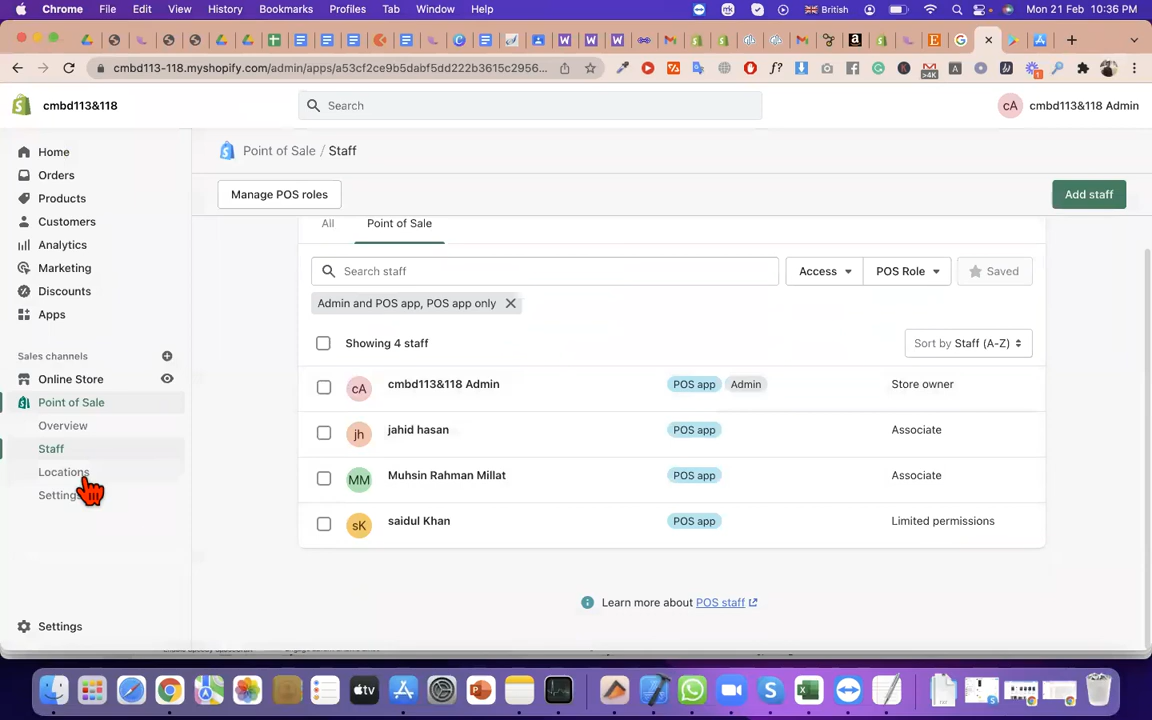 Chrome File Edit View History Bookmarks Profiles Tab Window Help British Mon 21 Feb 10:36 PM
cmbd113-118.myshopify.com/admin/apps/a53cf2ce9b5dabf5dd222b3615c2956...
cmbd113&118 Search cA cmbd113&118 Admin
Home
Orders
Products
Customers
Analytics
Marketing
Discounts
Apps
Sales channels
Online Store
Point of Sale
Overview
Staff
Locations
Settings
Settings
Point of Sale / Staff
Manage POS roles Add staff
All Point of Sale
Search staff Access POS Role Saved
Admin and POS app, POS app only
Showing 4 staff Sort by Staff (A-Z)
cA cmbd113&118 Admin POS app Admin Store owner
jh jahid hasan POS app Associate
MM Muhsin Rahman Millat POS app Associate
sK saidul Khan POS app Limited permissions
Learn more about POS staff